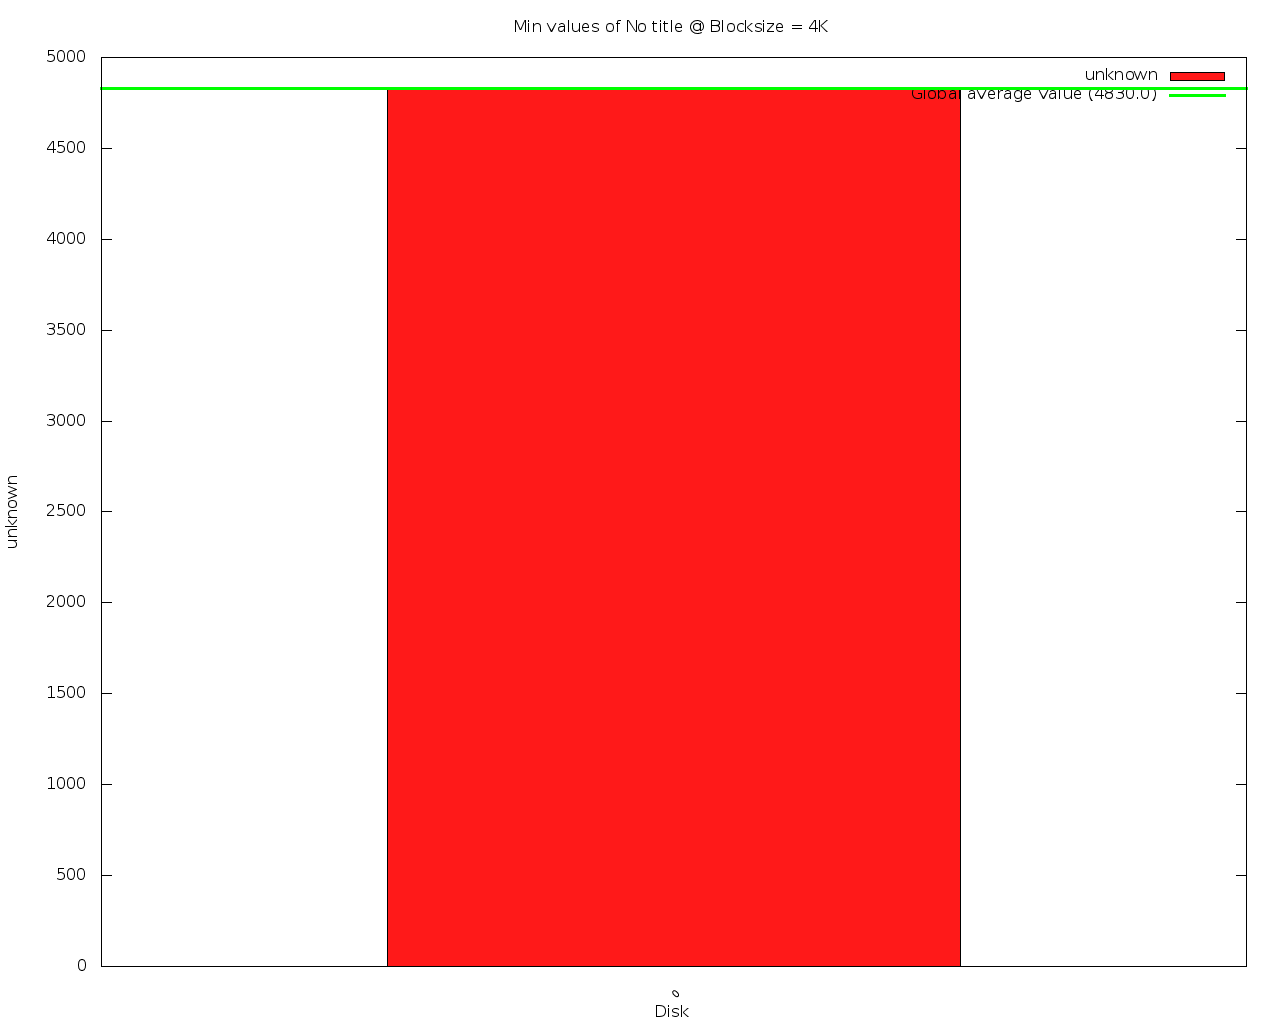 Min values of No title @ Blocksize = 4K
5000
4500
4000
3500
3000
2500
2000
1500
1000
500
0
unknown
unknown
Global average value (4830.0)
0
Disk